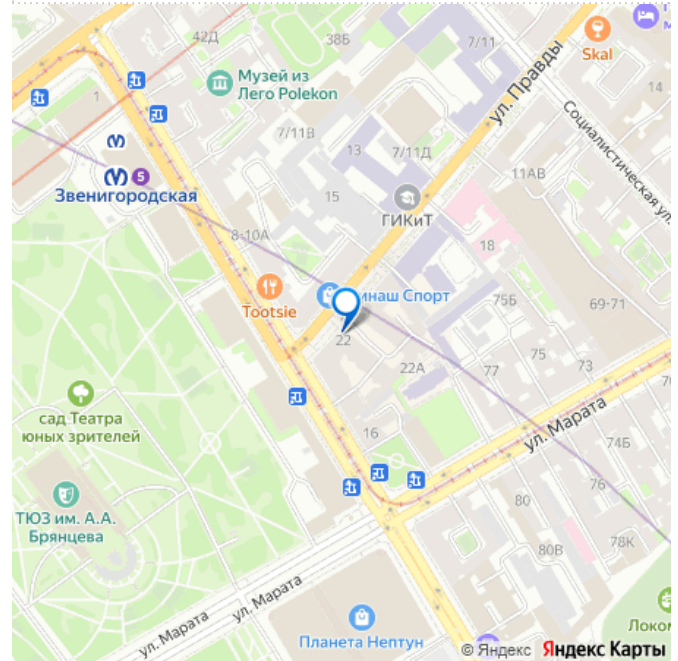 42Д
38Б
7/11
Skal
14
Музей из
Лего Polekon
1
ул. Правды
7/11В
13
7/11Д
Социалистическая ул.
11АВ
5
Звенигородская
15
ГИКиТ
8-10А
18
Tootsie
инаш Спорт
75Б
69-71
22
22А
77
75
73
сад Театра
юных зрителей
16
ул. Марата
74Б
76
ТЮЗ им. А.А.
Брянцева
80
80В
78К
ул. Марата
ул. Марата
Планета Нептун
Локом
© Яндекс Яндекс Карты